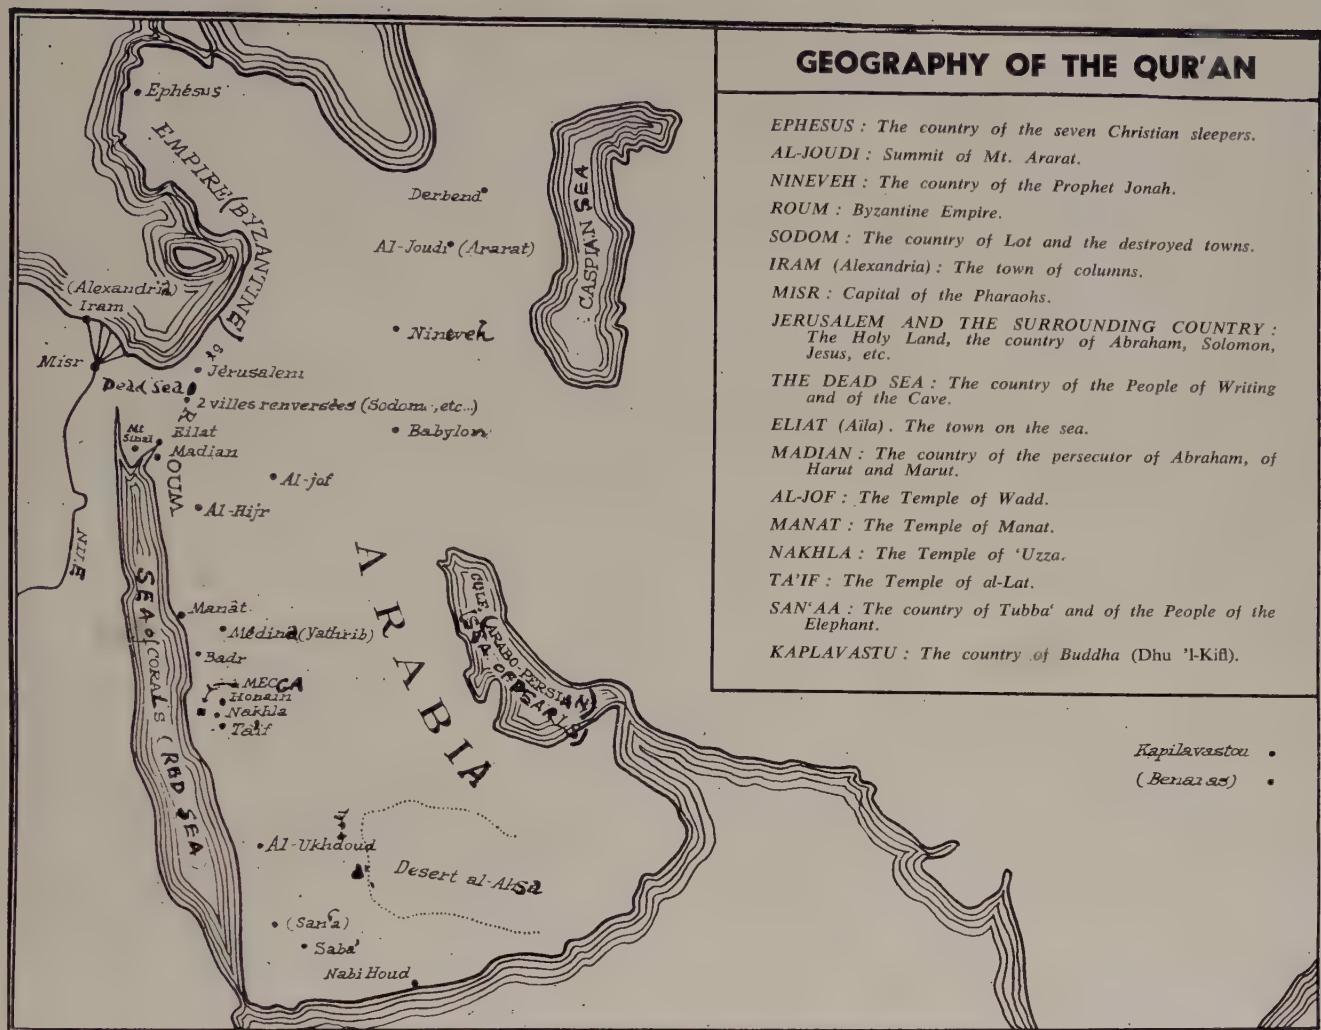 GEOGRAPHY OF THE QUR'AN
EPHESUS : The country of the seven Christian sleepers.
AL-JOUDI : Summit of Mt. Ararat.
NINEVEH : The country of the Prophet Jonah.
ROUM : Byzantine Empire.
SODOM : The country of Lot and the destroyed towns.
IRAM (Alexandria) : The town of columns.
MISR : Capital of the Pharaohs.
JERUSALEM AND THE SURROUNDING COUNTRY :
The Holy Land, the country of Abraham, Solomon,
Jesus, etc.
THE DEAD SEA : The country of the People of Writing
and of the Cave.
ELIAT (Aïla) . The town on the sea.
MADIAN : The country of the persecutor of Abraham, of
Harut and Marut.
AL-JOF : The Temple of Wadd.
MANAT : The Temple of Manat.
NAKHLA : The Temple of 'Uzza.
TA'IF : The Temple of al-Lat.
SAN'AA : The country of Tubba' and of the People of the
Elephant.
KAPLAVASTU : The country of Buddha (Dhu 'l-Kifl).
Ephésus
EMPIRE (BYZANTINE)
Derbend
Al-Joudi (Ararat)
CASPIAN SEA
(Alexandria)
Iram
Nineveh
Misr
Jérusalem
Dead Sea
2 villes renversées (Sodom, etc...)
Babylon
Mt
Sinai
Eilat
Madian
ROUM
Al-jof
Al-Hijr
NILE
ARABIA
GULF (ARABO-PERSIAN)
(SEA OF PEARLS)
SEA of CORALS (RBD SEA
Manât
Médina (Yathrib)
Badr
MECCA
Honain
Nakhla
Taïf
Al-Ukhdoud
Desert al-Ahsa
(San'a)
Saba'
Nabi Houd
Kapilavastou
(Benaras)